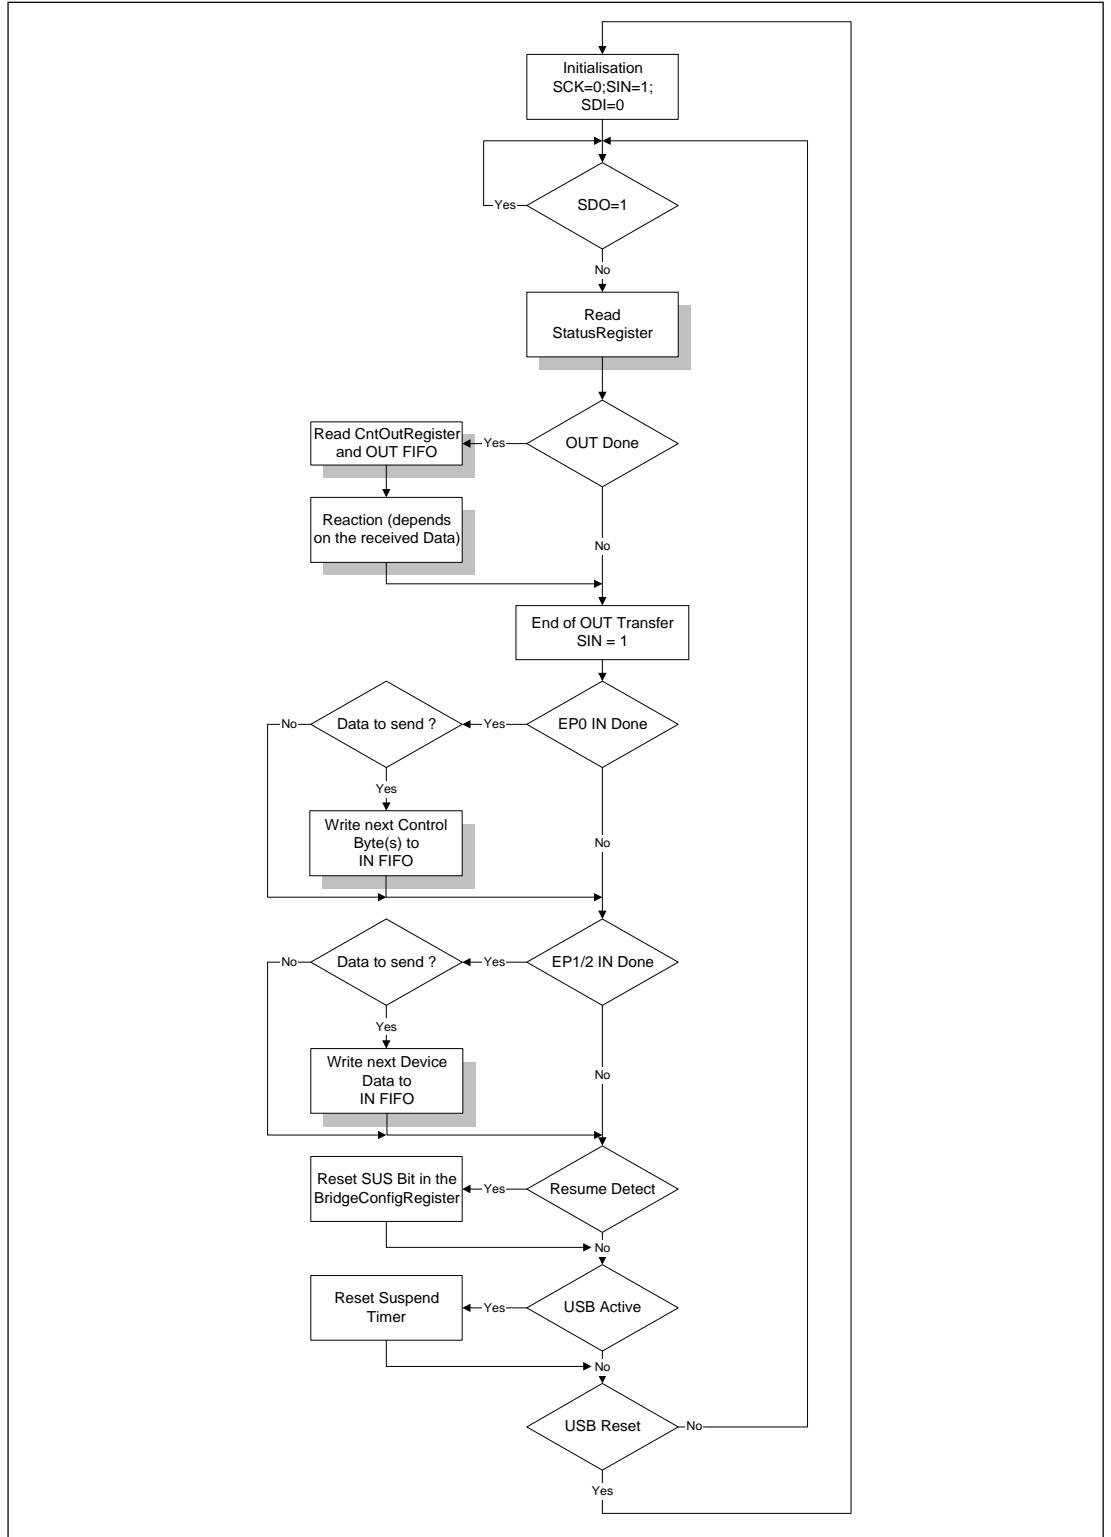 Initialisation
SCK=0;SIN=1;
SDI=0
Yes
SDO=1
No
Read
StatusRegister
Read CntOutRegister
and OUT FIFO
Yes
OUT Done
Reaction (depends
on the received Data)
No
End of OUT Transfer
SIN = 1
No
Data to send ?
Yes
EP0 IN Done
Yes
Write next Control
Byte(s) to
IN FIFO
No
No
Data to send ?
Yes
EP1/2 IN Done
Yes
Write next Device
Data to
IN FIFO
No
Reset SUS Bit in the
BridgeConfigRegister
Yes
Resume Detect
No
Reset Suspend
Timer
Yes
USB Active
No
USB Reset
No
Yes